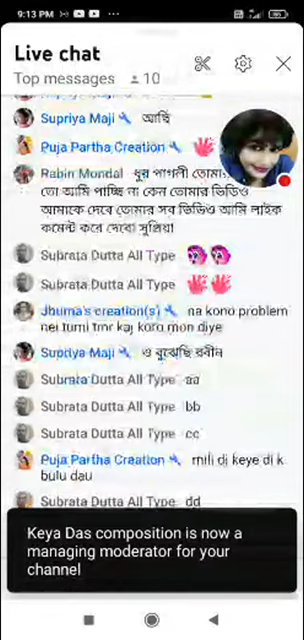 9:13 PM
Live chat
Top messages 10
Supriya Maji আছি
Puja Partha Creation
Rabin Mondal ধুর পাগলী তোমার
তো আমি পাচ্ছি না কেন তোমার ভিডিও
আমাকে দেবে তোমার সব ভিডিও আমি লাইক
কমেন্ট করে দেবো সুপ্রিয়া
Subrata Dutta All Type
Subrata Dutta All Type
Jhuma's creation(s) na kono problem
nei tumi tmr kaj koro mon diye
Supriya Maji ও বুঝেছি রবীন
Subrata Dutta All Type aa
Subrata Dutta All Type bb
Subrata Dutta All Type cc
Puja Partha Creation mili di keye di k
bulu dau
Subrata Dutta All Type dd
Keya Das composition is now a
managing moderator for your
channel